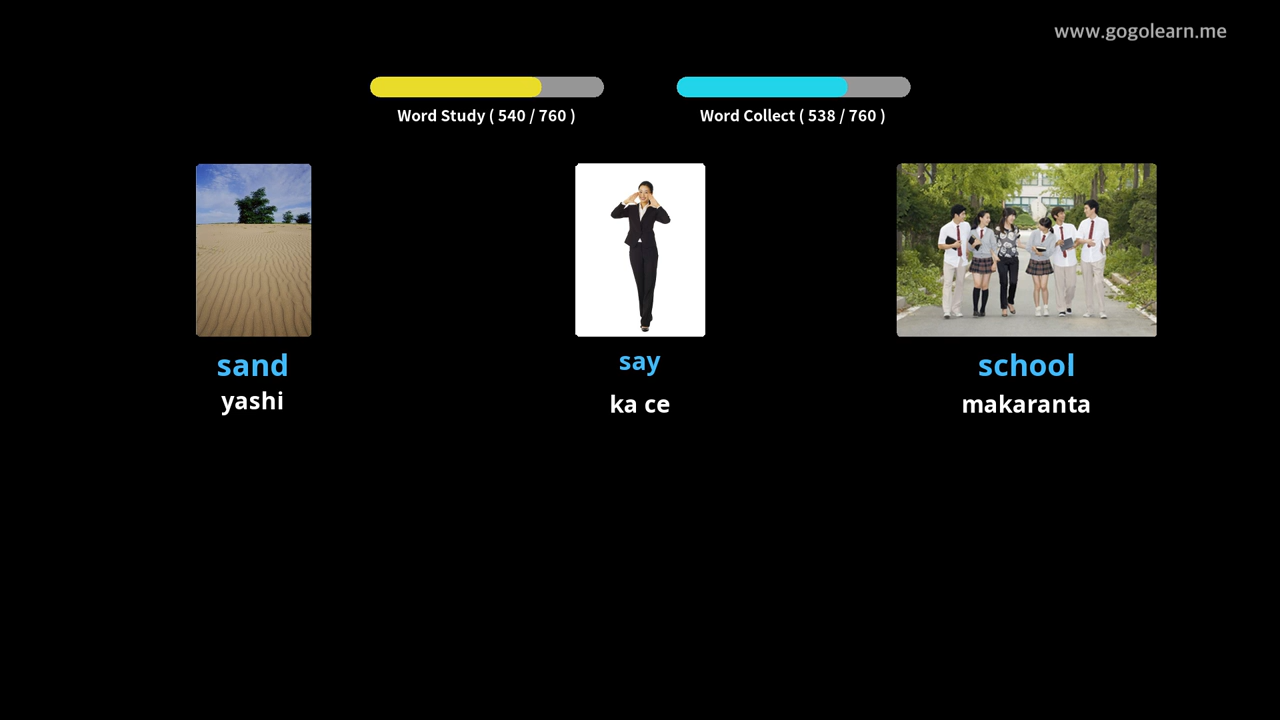 www.gogolearn.me
Word Study ( 540 / 760 )
Word Collect ( 538 / 760 )
sand
yashi
say
ka ce
school
makaranta